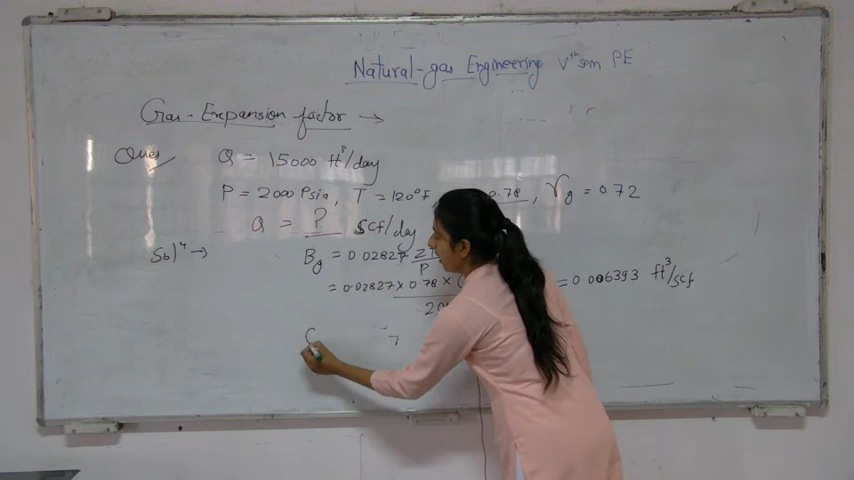 Natural-gas Engineering Vth sem PE
Gas-Expansion factor →
Ques Q = 15000 ft³/day
P = 2000 Psia, T = 120°f, 0.78, γg = 0.72
Q = ? scf/day
Solⁿ → Bg = 0.02827 ZT/P
= 0.02827 × 0.78 × ( = 0.006393 ft³/scf